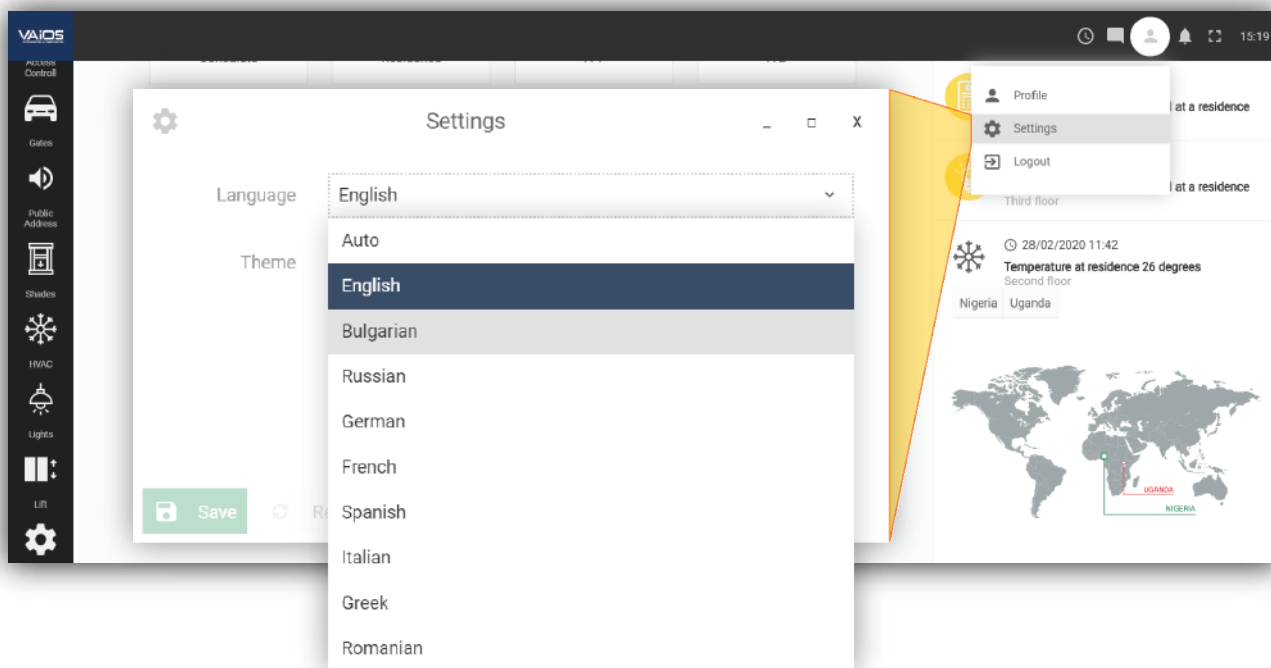 VAiOS
15:19
Access
Controll
Gates
Public
Address
Shades
HVAC
Lights
Lift
Settings
_ □ X
Language
English
Theme
Auto
English
Bulgarian
Russian
German
French
Spanish
Italian
Greek
Romanian
Save
Profile
Settings
Logout
at a residence
at a residence
Third floor
28/02/2020 11:42
Temperature at residence 26 degrees
Second floor
Nigeria Uganda
UGANDA
NIGERIA